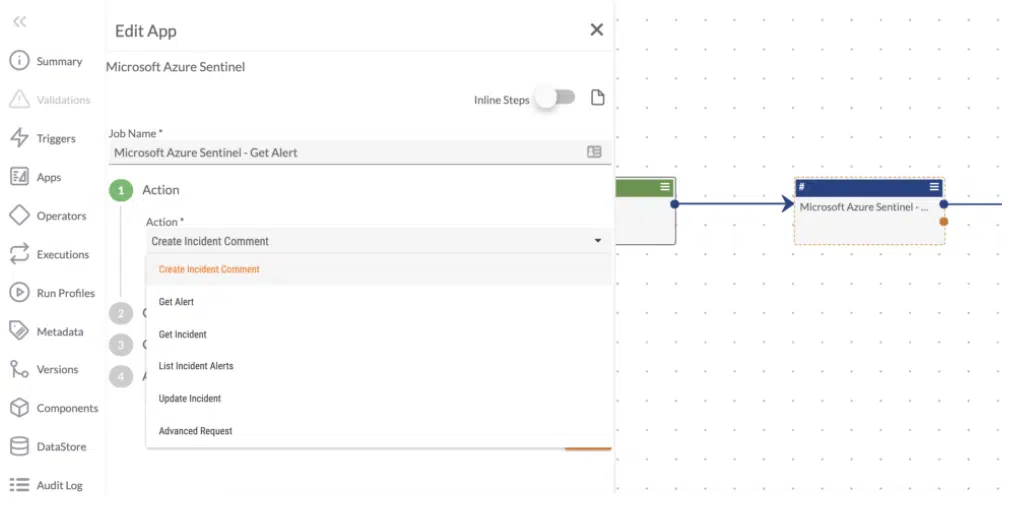 Edit App
Microsoft Azure Sentinel
Inline Steps
Job Name *
Microsoft Azure Sentinel - Get Alert
1 Action
Action *
Create Incident Comment
Create Incident Comment
Get Alert
Get Incident
List Incident Alerts
Update Incident
Advanced Request
2
3
4
Summary
Validations
Triggers
Apps
Operators
Executions
Run Profiles
Metadata
Versions
Components
DataStore
Audit Log
#
Microsoft Azure Sentinel - ...